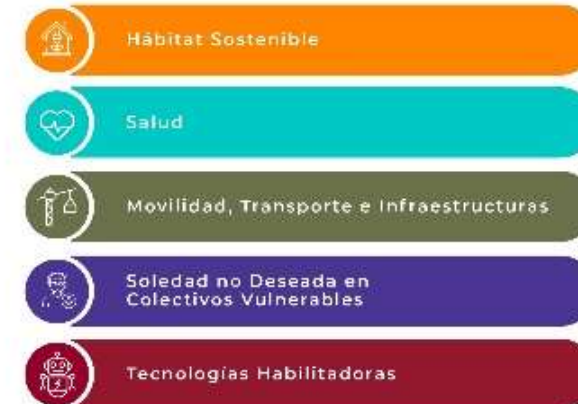 Hábitat Sostenible
Salud
Movilidad, Transporte e Infraestructuras
Soledad no Deseada en
Colectivos Vulnerables
Tecnologías Habilitadoras